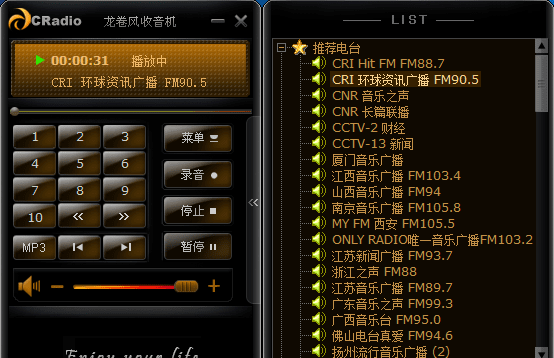 CRadio 龙卷风收音机
00:00:31 播放中
CRI 环球资讯广播 FM90.5
1 2 3 菜单
4 5 6 录音
7 8 9 停止
10 « »
MP3 暂停
Enjoy your life
LIST
推荐电台
CRI Hit FM FM88.7
CRI 环球资讯广播 FM90.5
CNR 音乐之声
CNR 长篇联播
CCTV-2 财经
CCTV-13 新闻
厦门音乐广播
江西音乐广播 FM103.4
山西音乐广播 FM94
南京音乐广播 FM105.8
MY FM 西安 FM105.5
ONLY RADIO唯一音乐广播FM103.2
江苏新闻广播 FM93.7
浙江之声 FM88
江苏音乐广播 FM89.7
广东音乐之声 FM99.3
广西音乐台 FM95.0
佛山电台真爱 FM94.6
扬州流行音乐广播 (2)